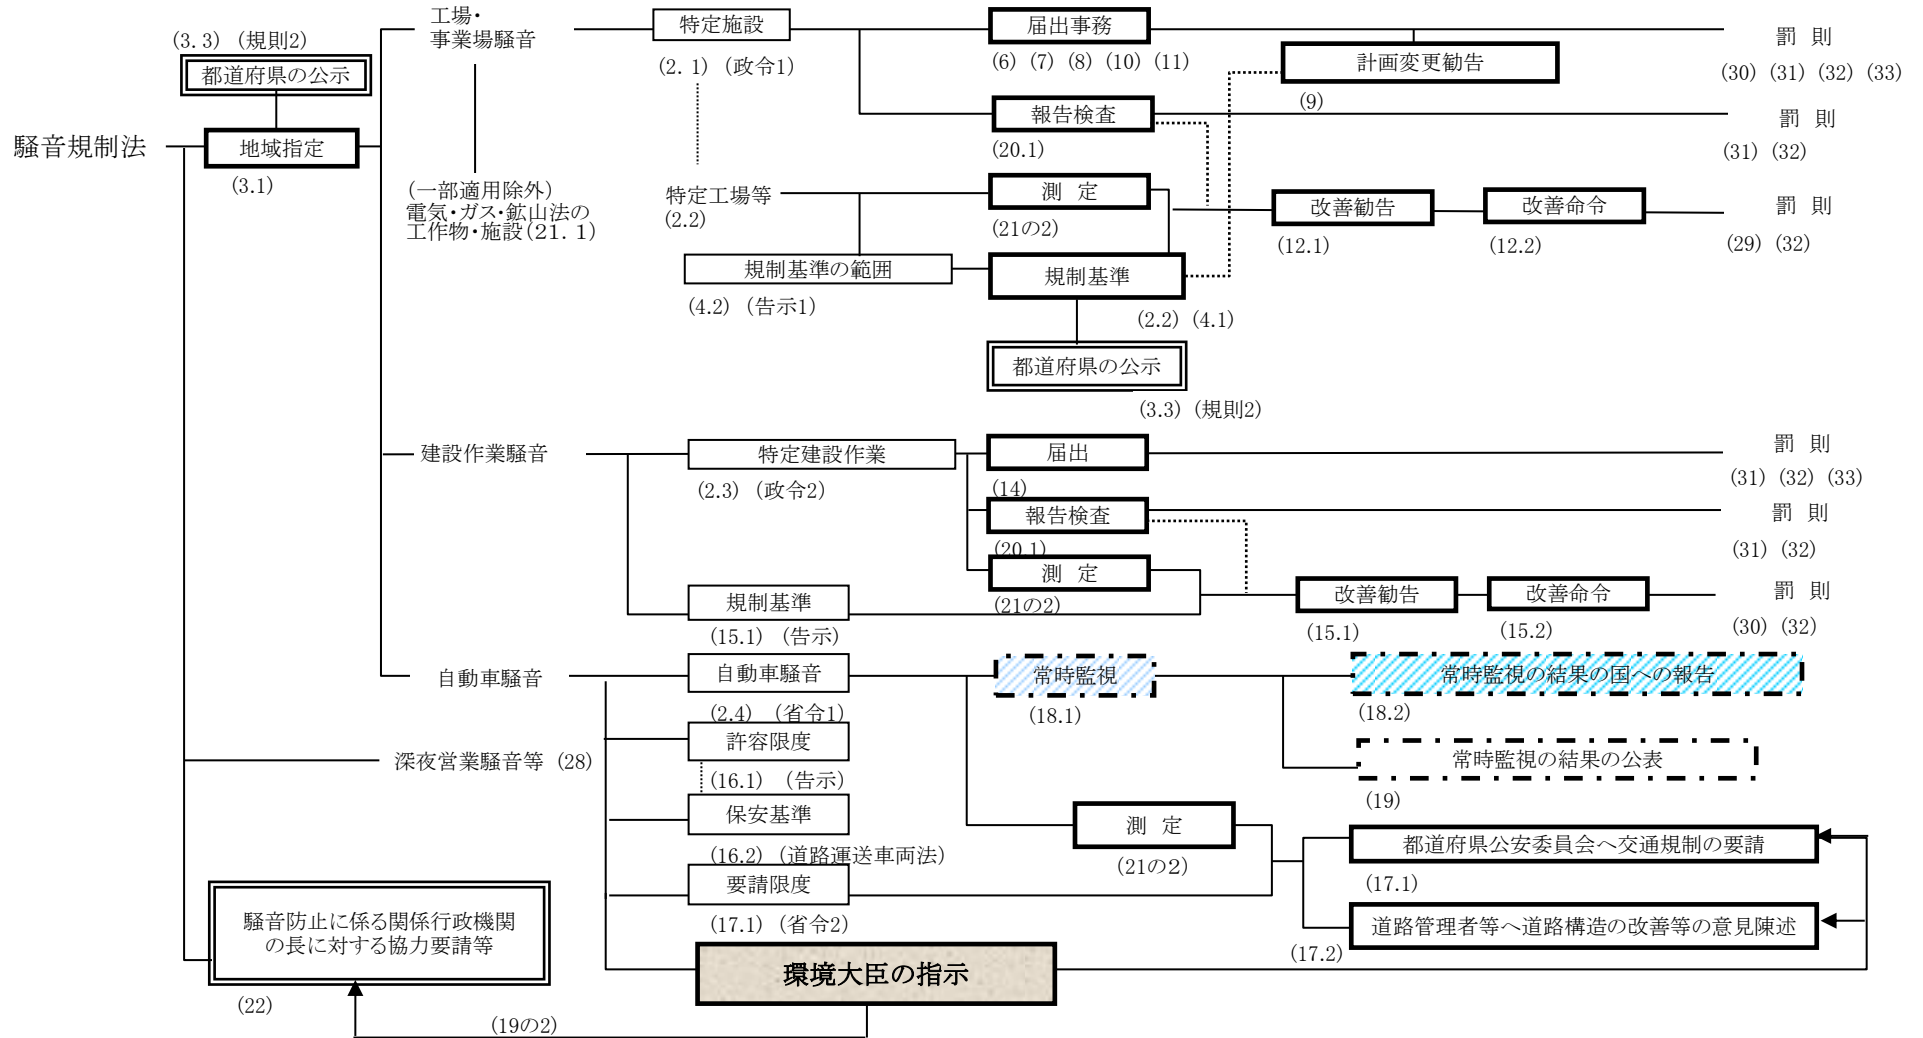 騒音規制法
(3.3) (規則2)
都道府県の公示
地域指定
(3.1)
工場・
事業場騒音
(一部適用除外)
電気・ガス・鉱山法の
工作物・施設(21.1)
特定施設
(2.1) (政令1)
特定工場等
(2.2)
規制基準の範囲
(4.2) (告示1)
届出事務
(6) (7) (8) (10) (11)
計画変更勧告
(9)
罰 則
(30) (31) (32) (33)
報告検査
(20.1)
罰 則
(31) (32)
測 定
(21の2)
規制基準
(2.2) (4.1)
都道府県の公示
(3.3) (規則2)
改善勧告
(12.1)
改善命令
(12.2)
罰 則
(29) (32)
建設作業騒音
特定建設作業
(2.3) (政令2)
届出
(14)
罰 則
(31) (32) (33)
報告検査
(20.1)
罰 則
(31) (32)
測 定
(21の2)
規制基準
(15.1) (告示)
改善勧告
(15.1)
改善命令
(15.2)
罰 則
(30) (32)
自動車騒音
自動車騒音
(2.4) (省令1)
常時監視
(18.1)
常時監視の結果の国への報告
(18.2)
常時監視の結果の公表
(19)
許容限度
(16.1) (告示)
保安基準
(16.2) (道路運送車両法)
要請限度
(17.1) (省令2)
測 定
(21の2)
都道府県公安委員会へ交通規制の要請
(17.1)
道路管理者等へ道路構造の改善等の意見陳述
(17.2)
深夜営業騒音等 (28)
騒音防止に係る関係行政機関
の長に対する協力要請等
(22)
環境大臣の指示
(19の2)